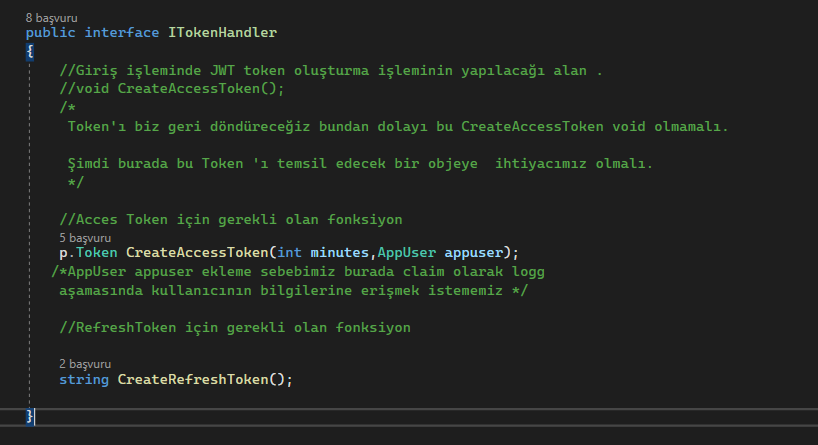 8 başvuru
public interface ITokenHandler
{
//Giriş işleminde JWT token oluşturma işleminin yapılacağı alan .
//void CreateAccessToken();
/*
Token'ı biz geri döndüreceğiz bundan dolayı bu CreateAccessToken void olmamalı.
Şimdi burada bu Token 'ı temsil edecek bir objeye  ihtiyacımız olmalı.
*/
//Acces Token için gerekli olan fonksiyon
5 başvuru
p.Token CreateAccessToken(int minutes,AppUser appuser);
/*AppUser appuser ekleme sebebimiz burada claim olarak logg
aşamasında kullanıcının bilgilerine erişmek istememiz */
//RefreshToken için gerekli olan fonksiyon
2 başvuru
string CreateRefreshToken();
}